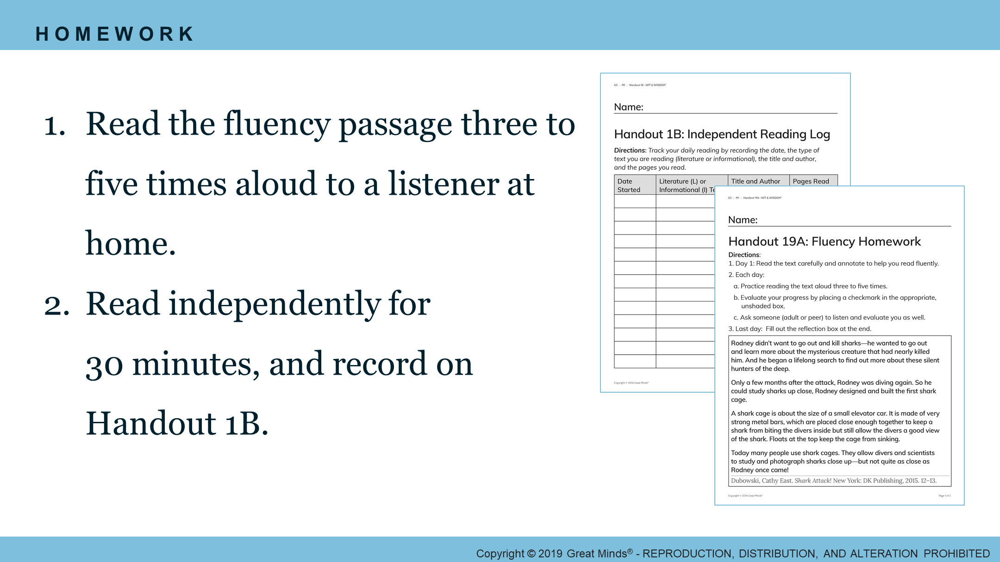 HOMEWORK
1. Read the fluency passage three to
five times aloud to a listener at
home.
2. Read independently for
30 minutes, and record on
Handout 1B.
G3 > M1 > Handout 1B • WIT & WISDOM™
Name:
Handout 1B: Independent Reading Log
Directions: Track your daily reading by recording the date, the type of
text you are reading (literature or informational), the title and author,
and the pages you read.
Date
Started
Literature (L) or
Informational (I) Te
Title and Author
Pages Read
Copyright © 2016 Great Minds®
G3 > M1 > Handout 19A • WIT & WISDOM™
Name:
Handout 19A: Fluency Homework
Directions:
1. Day 1: Read the text carefully and annotate to help you read fluently.
2. Each day:
a. Practice reading the text aloud three to five times.
b. Evaluate your progress by placing a checkmark in the appropriate,
unshaded box.
c. Ask someone (adult or peer) to listen and evaluate you as well.
3. Last day: Fill out the reflection box at the end.
Rodney didn't want to go out and kill sharks—he wanted to go out
and learn more about the mysterious creature that had nearly killed
him. And he began a lifelong search to find out more about these silent
hunters of the deep.
Only a few months after the attack, Rodney was diving again. So he
could study sharks up close, Rodney designed and built the first shark
cage.
A shark cage is about the size of a small elevator car. It is made of very
strong metal bars, which are placed close enough together to keep a
shark from biting the divers inside but still allow the divers a good view
of the shark. Floats at the top keep the cage from sinking.
Today many people use shark cages. They allow divers and scientists
to study and photograph sharks close up—but not quite as close as
Rodney once came!
Dubowski, Cathy East. Shark Attack! New York: DK Publishing, 2015. 12–13.
Copyright © 2016 Great Minds®
Page 1 of 2
Copyright © 2019 Great Minds® - REPRODUCTION, DISTRIBUTION, AND ALTERATION PROHIBITED